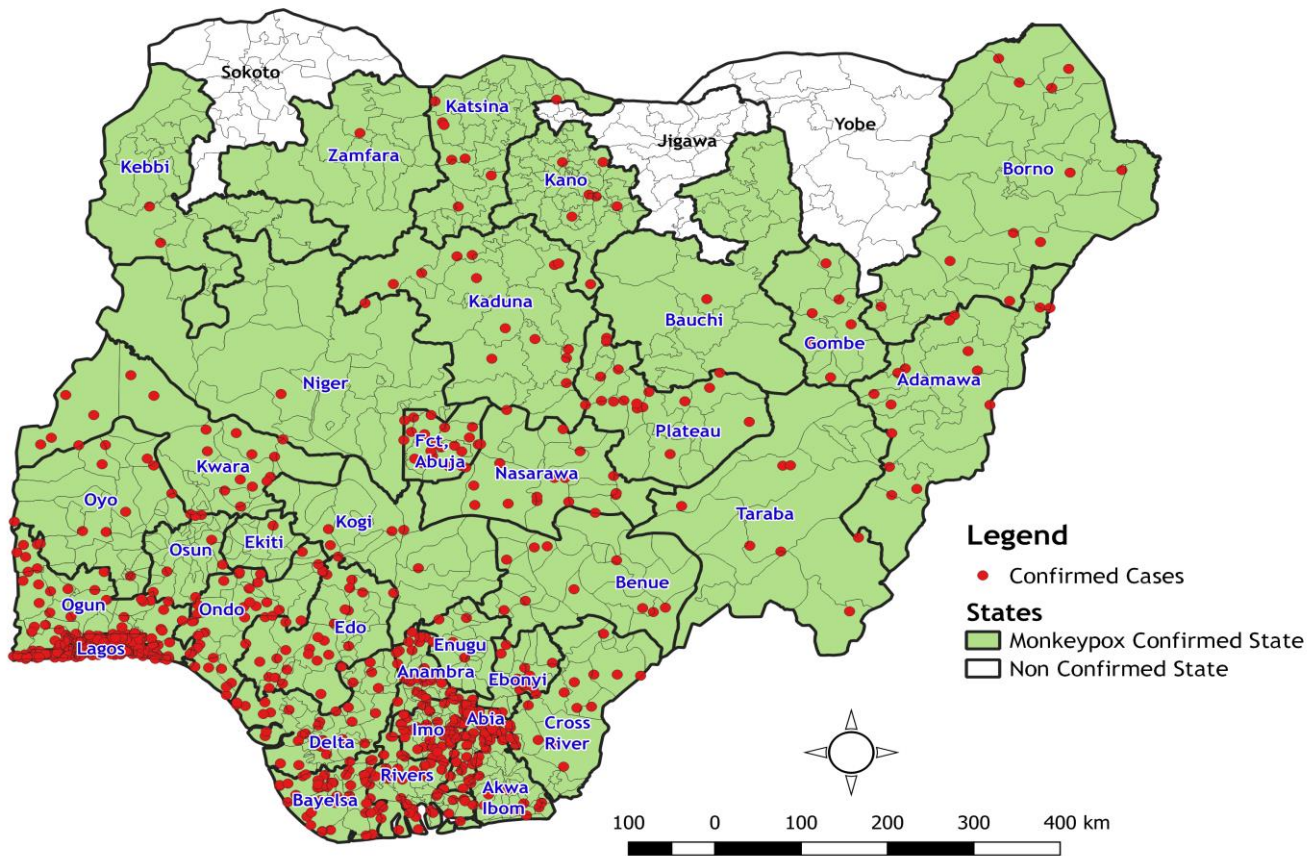 Sokoto
Katsina
Yobe
Jigawa
Zamfara
Kebbi
Kano
Borno
Kaduna
Bauchi
Gombe
Niger
Adamawa
Fct,
Abuja
Plateau
Kwara
Nasarawa
Oyo
Kogi
Taraba
Osun
Ekiti
Benue
Ogun
Ondo
Edo
Lagos
Enugu
Anambra
Ebonyi
Abia
Imo
Cross
River
Delta
Rivers
Bayelsa
Akwa
Ibom
Legend
Confirmed Cases
States
Monkeypox Confirmed State
Non Confirmed State
100 0 100 200 300 400 km